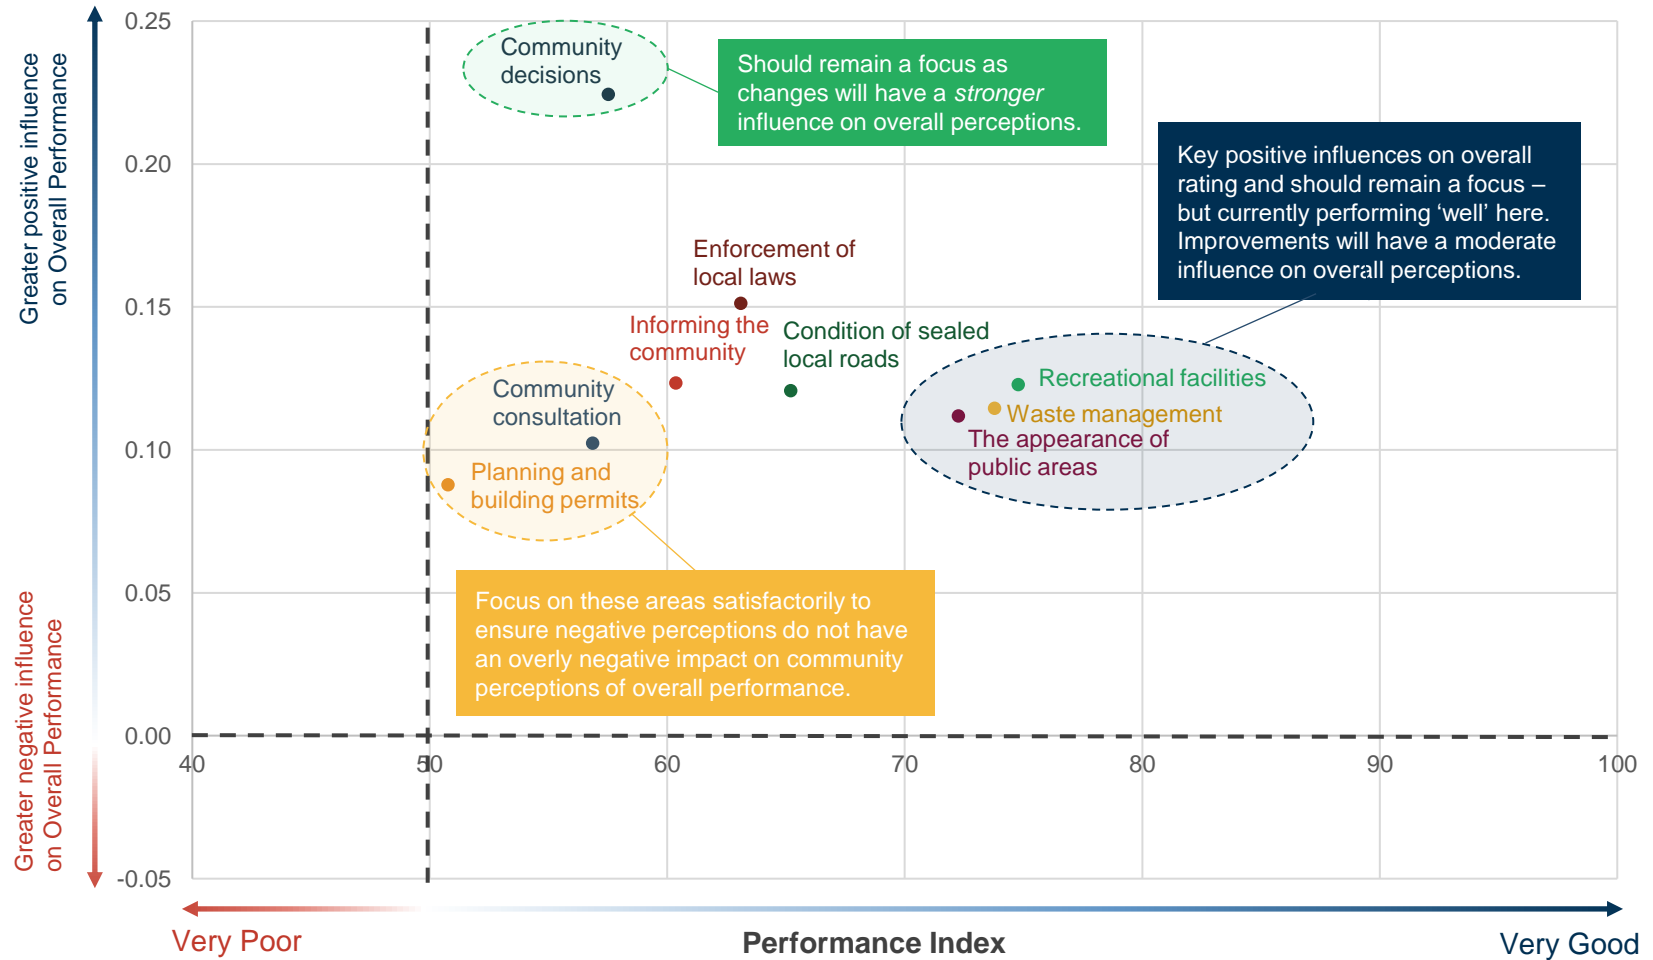 Greater positive influence
on Overall Performance
Greater negative influence
on Overall Performance
0.25
0.20
0.15
0.10
0.05
0.00
-0.05
40
50
60
70
80
90
100
Community
decisions
Should remain a focus as
changes will have a stronger
influence on overall perceptions.
Key positive influences on overall
rating and should remain a focus –
but currently performing ‘well’ here.
Improvements will have a moderate
influence on overall perceptions.
Enforcement of
local laws
Informing the
community
Condition of sealed
local roads
Recreational facilities
Waste management
The appearance of
public areas
Community
consultation
Planning and
building permits
Focus on these areas satisfactorily to
ensure negative perceptions do not have
an overly negative impact on community
perceptions of overall performance.
Very Poor
Performance Index
Very Good